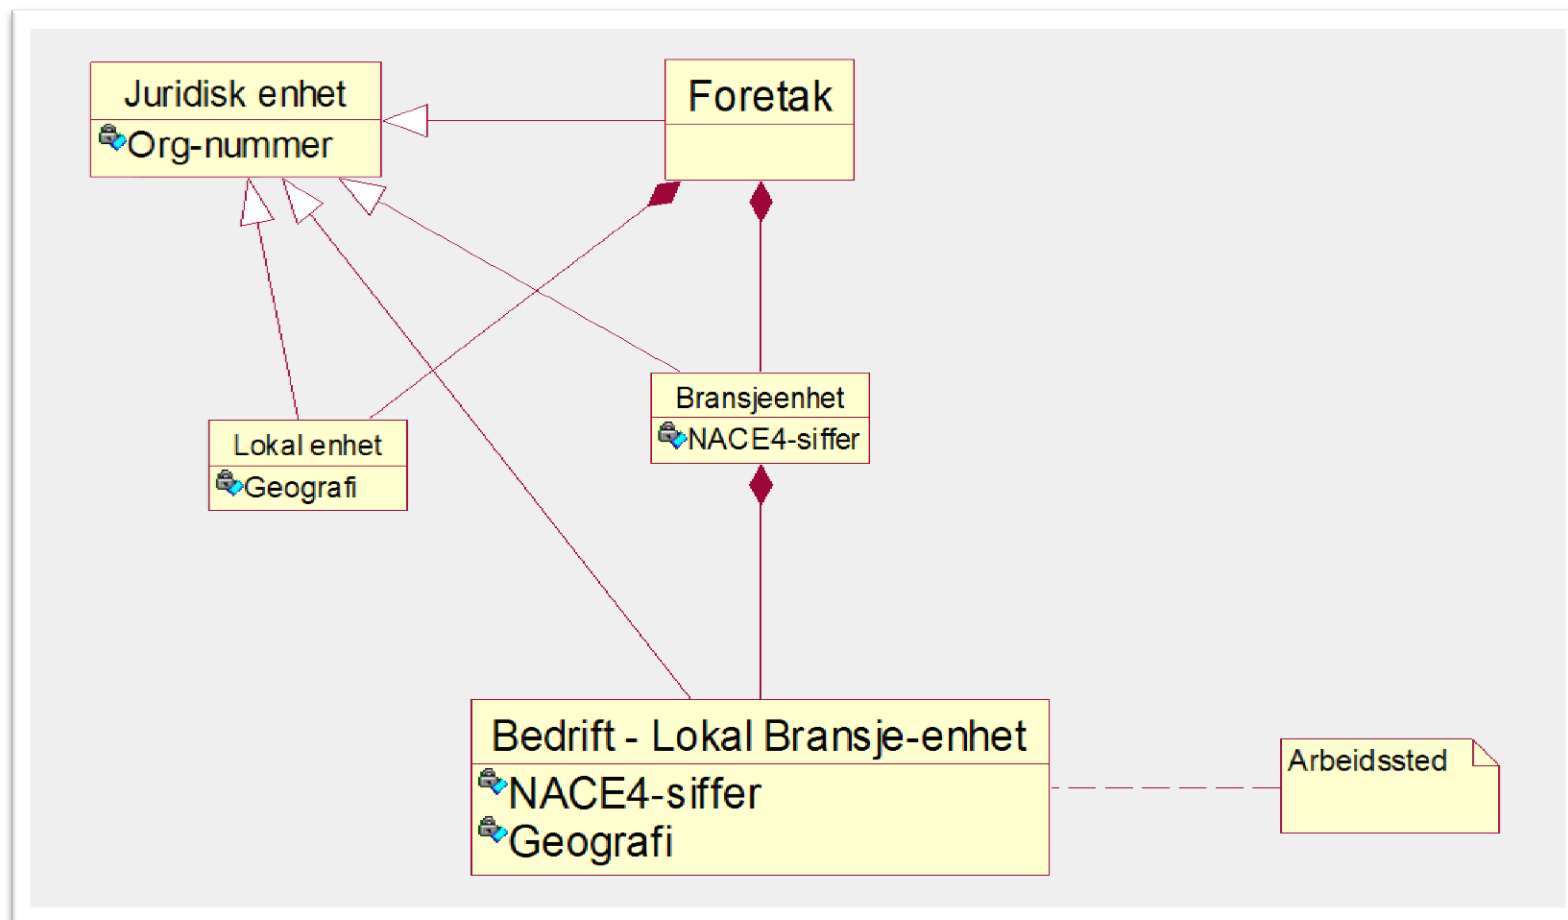 Juridisk enhet
Org-nummer
Foretak
Bransjeenhet
NACE4-siffer
Lokal enhet
Geografi
Bedrift - Lokal Bransje-enhet
NACE4-siffer
Geografi
Arbeidssted